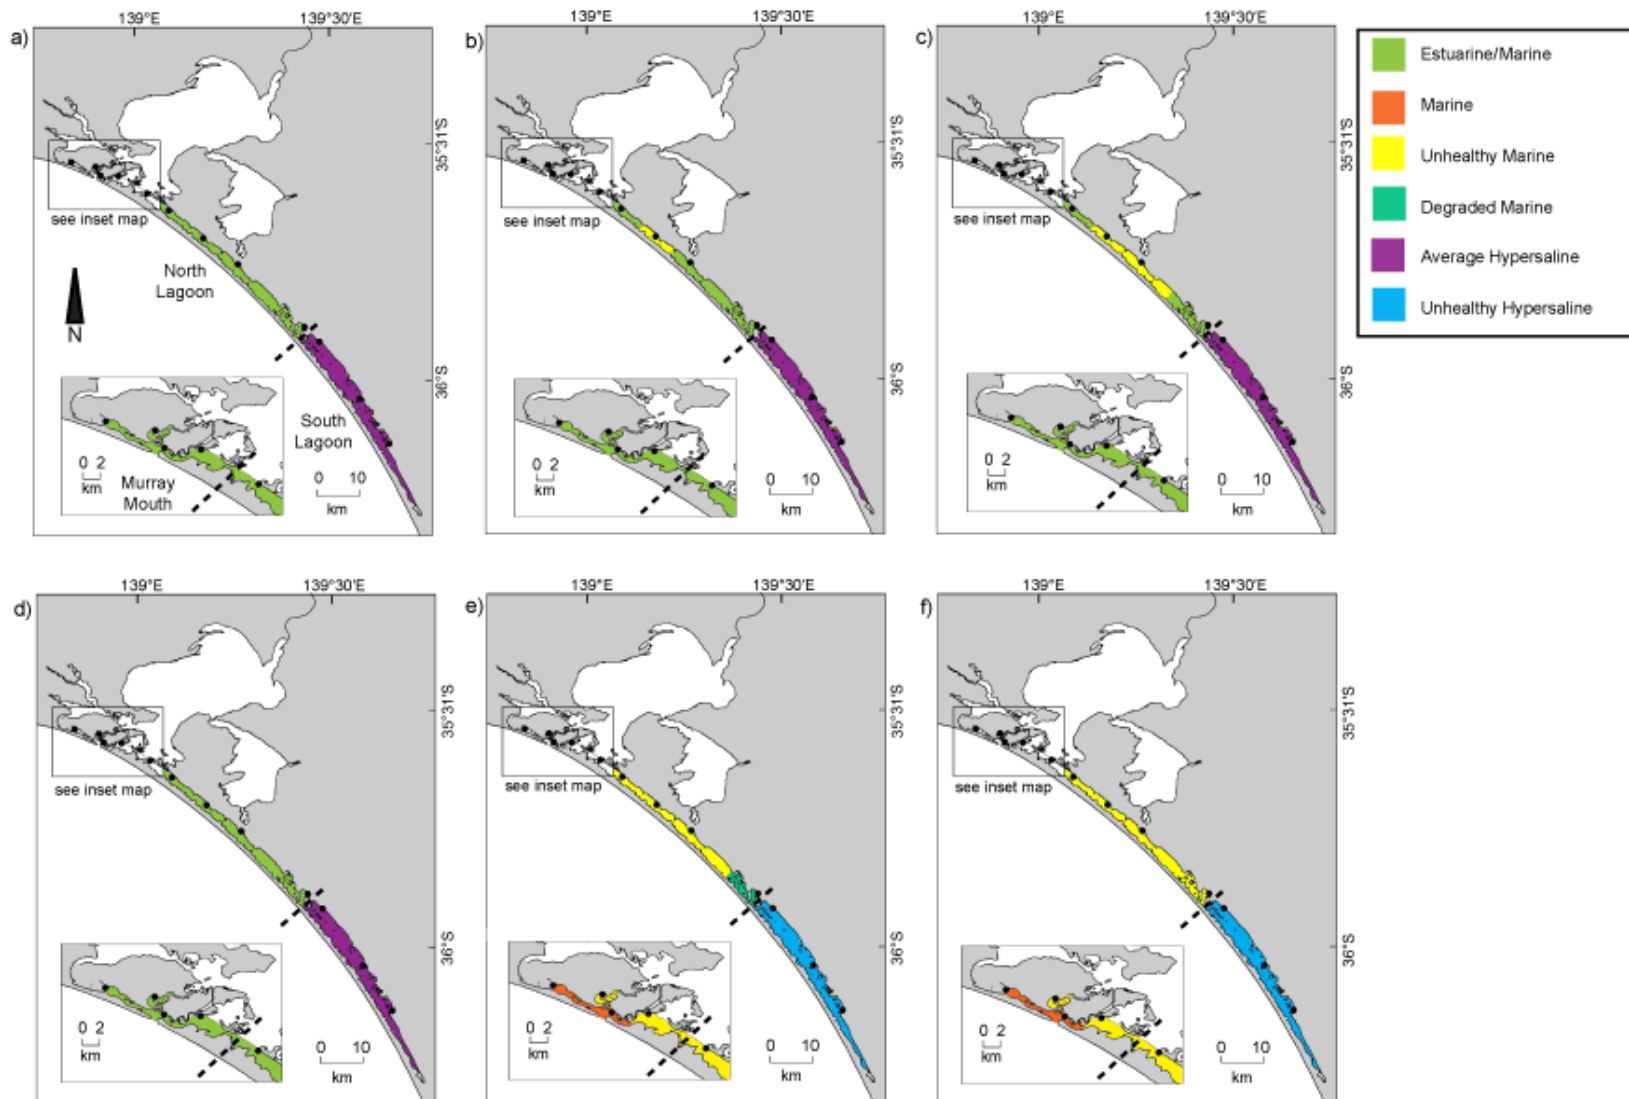 a)
139°E
139°30'E
35°31'S
see inset map
North
Lagoon
N
36°S
South
Lagoon
0 2
km
Murray
Mouth
0 10
km
b)
139°E
139°30'E
35°31'S
see inset map
36°S
0 2
km
0 10
km
c)
139°E
139°30'E
35°31'S
see inset map
36°S
0 2
km
0 10
km
Estuarine/Marine
Marine
Unhealthy Marine
Degraded Marine
Average Hypersaline
Unhealthy Hypersaline
d)
139°E
139°30'E
35°31'S
see inset map
36°S
0 2
km
0 10
km
e)
139°E
139°30'E
35°31'S
see inset map
36°S
0 2
km
0 10
km
f)
139°E
139°30'E
35°31'S
see inset map
36°S
0 2
km
0 10
km